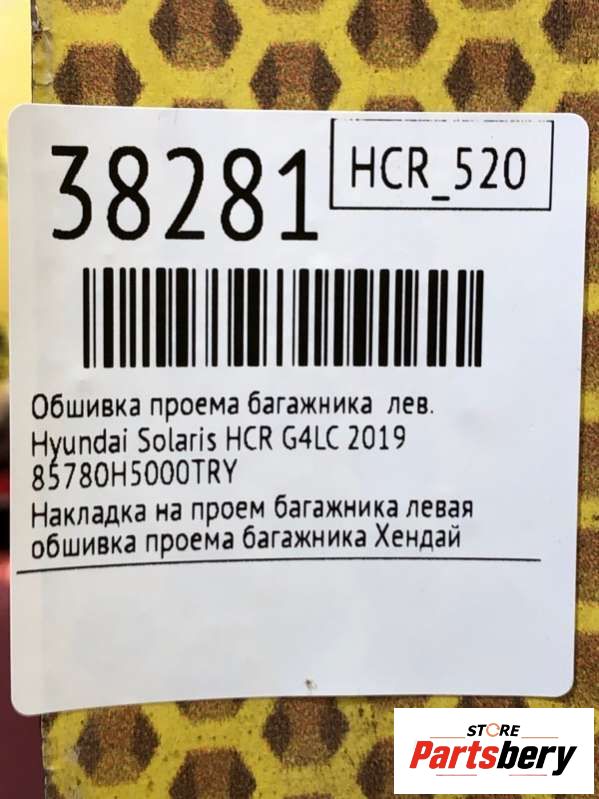 38281
HCR_520
Обшивка проема багажника лев.
Hyundai Solaris HCR G4LC 2019
85780H5000TRY
Накладка на проем багажника левая
обшивка проема багажника Хендай
STORE
Partsbery